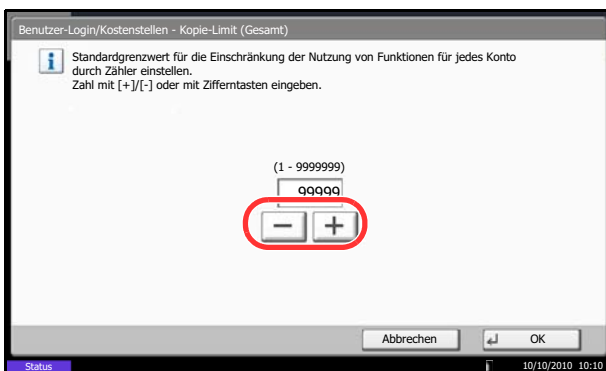 Benutzer-Login/Kostenstellen - Kopie-Limit (Gesamt)
Standardgrenzwert für die Einschränkung der Nutzung von Funktionen für jedes Konto
durch Zähler einstellen.
Zahl mit [+]/[-] oder mit Zifferntasten eingeben.
(1 - 9999999)
99999
Abbrechen
OK
Status
10/10/2010 10:10